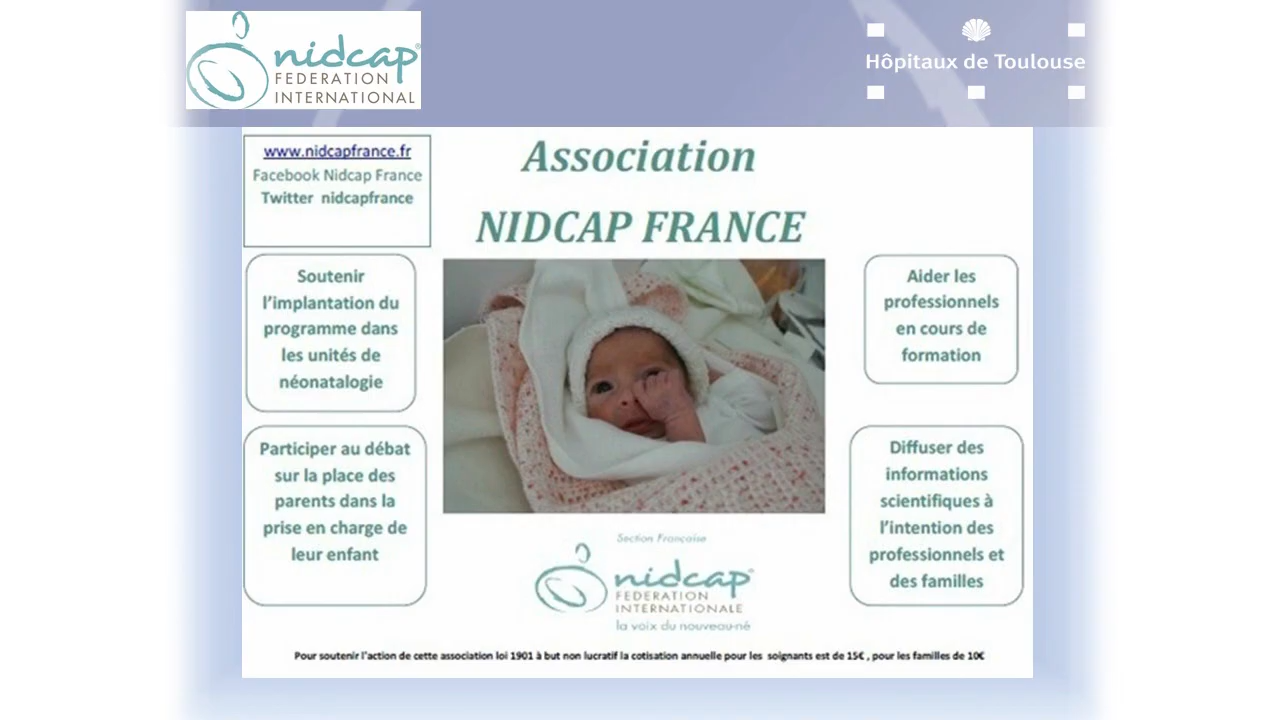 nidcap
FEDERATION
INTERNATIONAL
Hôpitaux de Toulouse
www.nidcapfrance.fr
Facebook Nidcap France
Twitter nidcapfrance
Association
NIDCAP FRANCE
Soutenir
l'implantation du
programme dans
les unités de
néonatalogie
Aider les
professionnels
en cours de
formation
Participer au débat
sur la place des
parents dans la
prise en charge de
leur enfant
Diffuser des
informations
scientifiques à
l'intention des
professionnels et
des familles
Section Française
nidcap
FEDERATION
INTERNATIONALE
la voix du nouveau-né
Pour soutenir l'action de cette association loi 1901 à but non lucratif la cotisation annuelle pour les soignants est de 15€ , pour les familles de 10€